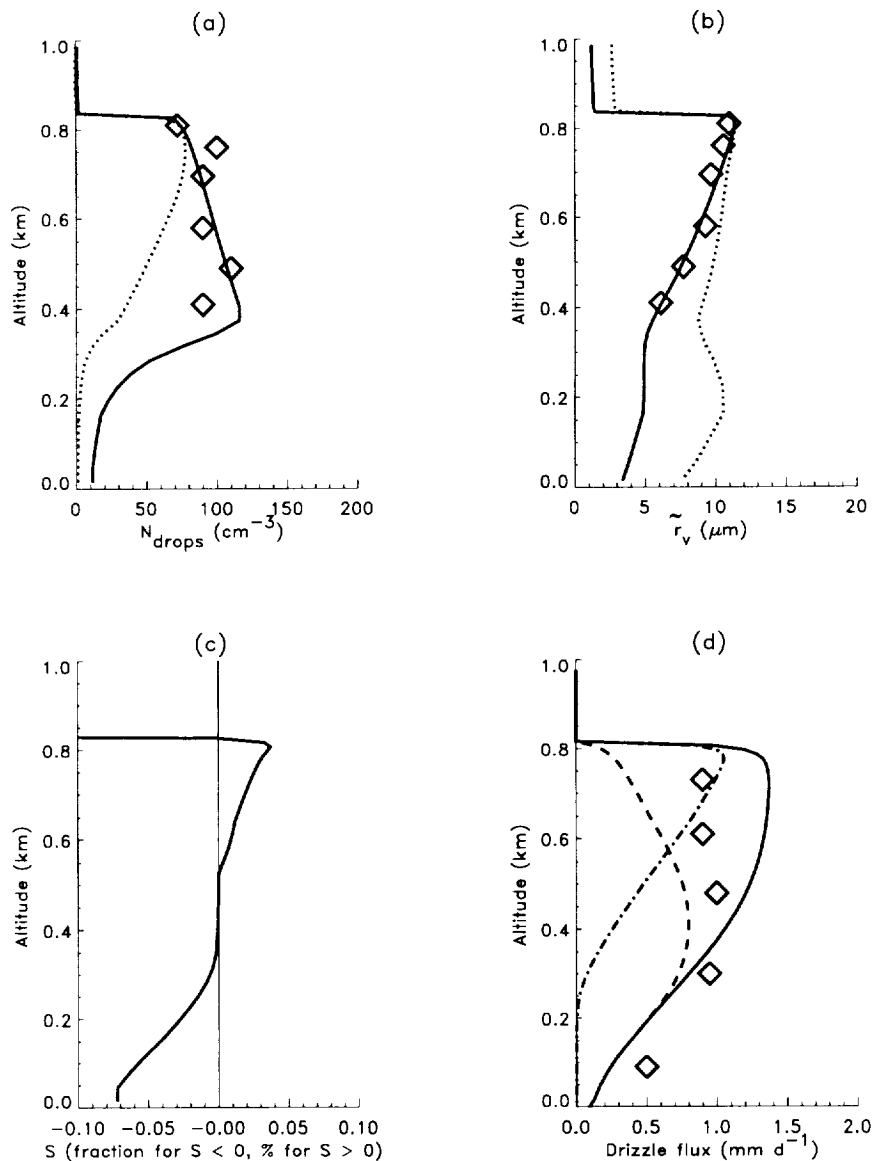 (a)
1.0
0.8
0.6
0.4
0.2
0.0
Altitude (km)
0 50 100 150 200
N_drops (cm⁻³)
(b)
1.0
0.8
0.6
0.4
0.2
0.0
Altitude (km)
0 5 10 15 20
r̃_v (μm)
(c)
1.0
0.8
0.6
0.4
0.2
0.0
Altitude (km)
−0.10 −0.05 −0.00 0.05 0.10
S (fraction for S < 0, % for S > 0)
(d)
1.0
0.8
0.6
0.4
0.2
0.0
Altitude (km)
0.0 0.5 1.0 1.5 2.0
Drizzle flux (mm d⁻¹)